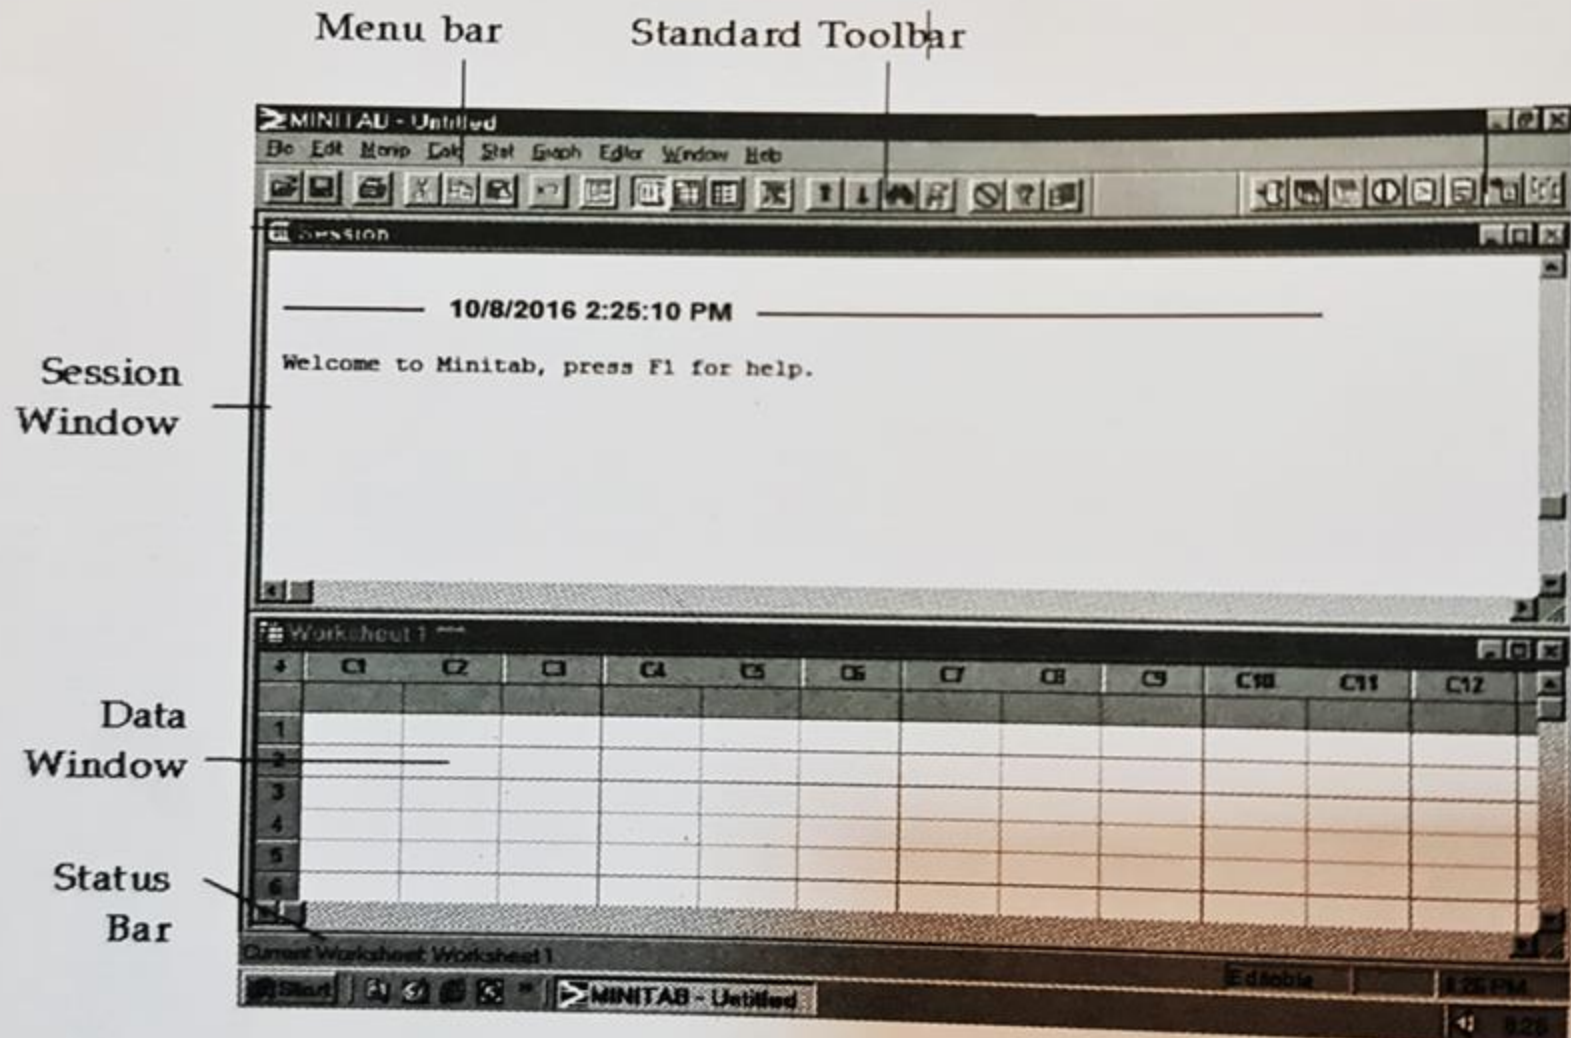 Menu bar Standard Toolbar
MINITAB - Untitled
File Edit Manip Calc Stat Graph Editor Window Help
Session
10/8/2016 2:25:10 PM
Welcome to Minitab, press F1 for help.
Session
Window
Worksheet 1 ***
C1 C2 C3 C4 C5 C6 C7 C8 C9 C10 C11 C12
1
2
3
4
5
6
Data
Window
Status
Bar
Current Worksheet: Worksheet 1
Editable
Start MINITAB - Untitled